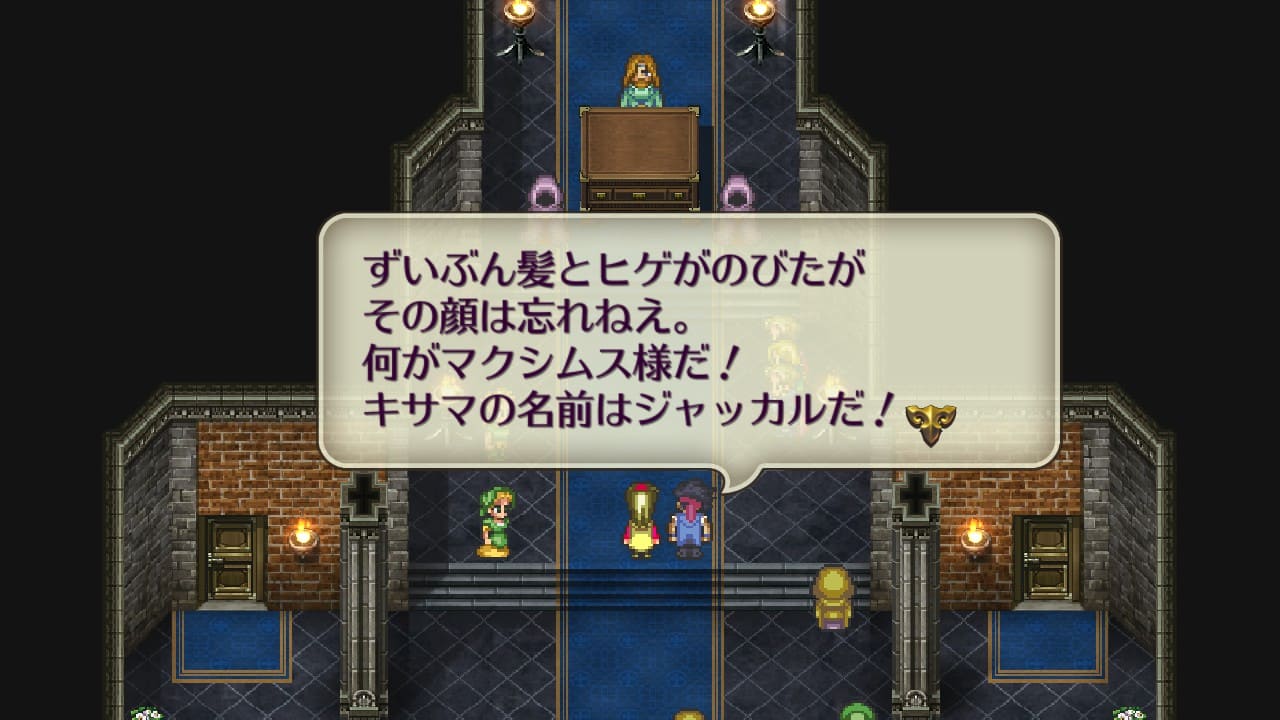 ずいぶん髪とヒゲがのびたが
その顔は忘れねえ。
何がマクシムス様だ！
キサマの名前はジャッカルだ！